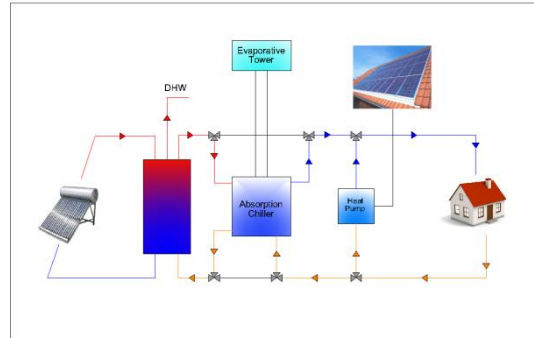 Evaporative
Tower
DHW
Absorption
Chiller
Heat
Pump